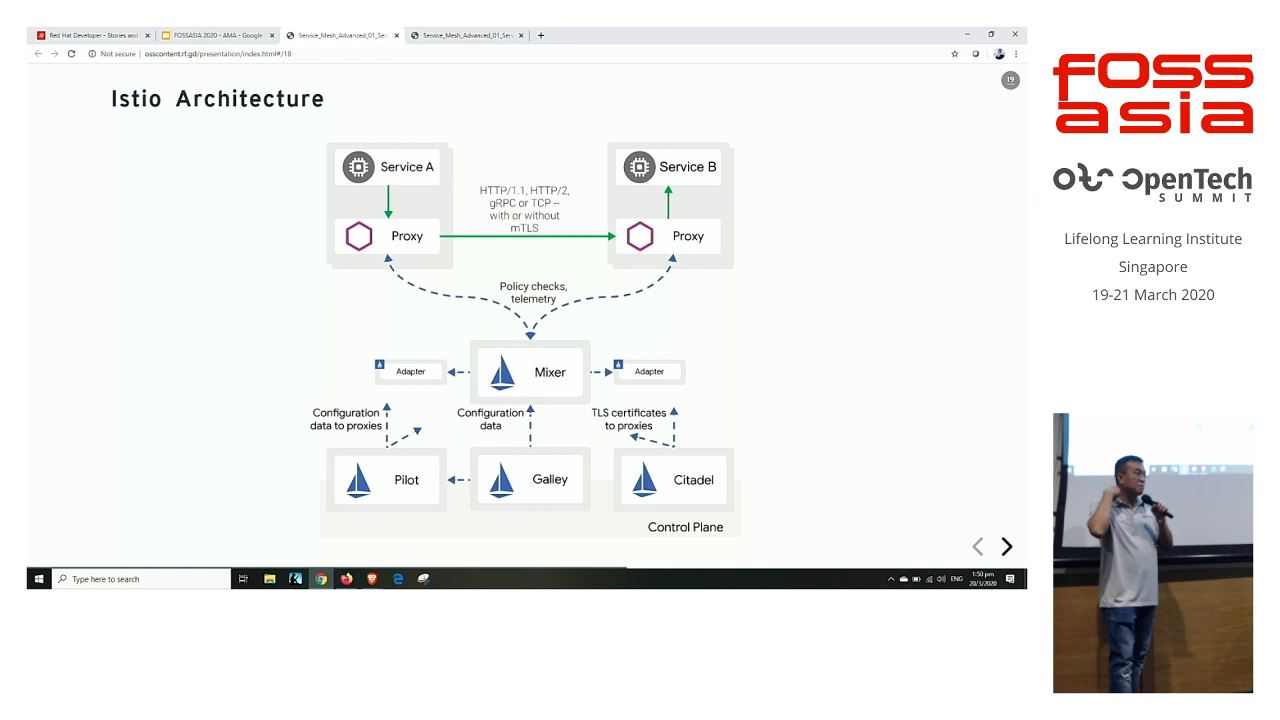 Red Hat Developer - Stories and
FOSSASIA 2020 - AMA - Google
Service_Mesh_Advanced_01_Ser
Service_Mesh_Advanced_01_Serv
Not secure | osscontent.rf.gd/presentation/index.html#/18
19
Istio Architecture
Service A
Service B
HTTP/1.1, HTTP/2,
gRPC or TCP --
with or without
mTLS
Proxy
Proxy
Policy checks,
telemetry
Adapter
Mixer
Adapter
Configuration
data to proxies
Configuration
data
TLS certificates
to proxies
Pilot
Galley
Citadel
Control Plane
Type here to search
ENG
1:50 pm
20/3/2020
FOSS
asia
OpenTech
SUMMIT
Lifelong Learning Institute
Singapore
19-21 March 2020